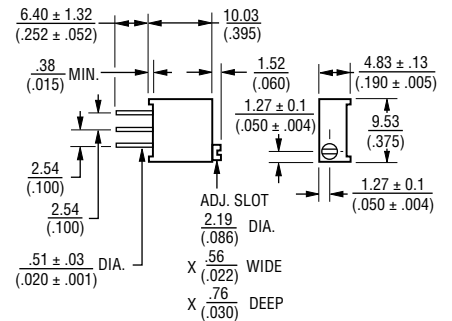 6.40 ± 1.32
(.252 ± .052)
10.03
(.395)
.38
(.015)
MIN.
1.52
(.060)
4.83 ± .13
(.190 ± .005)
1.27 ± 0.1
(.050 ± .004)
9.53
(.375)
2.54
(.100)
2.54
(.100)
1.27 ± 0.1
(.050 ± .004)
ADJ. SLOT
2.19
(.086)
DIA.
.51 ± .03
(.020 ± .001)
DIA.
X .56
(.022)
WIDE
X .76
(.030)
DEEP